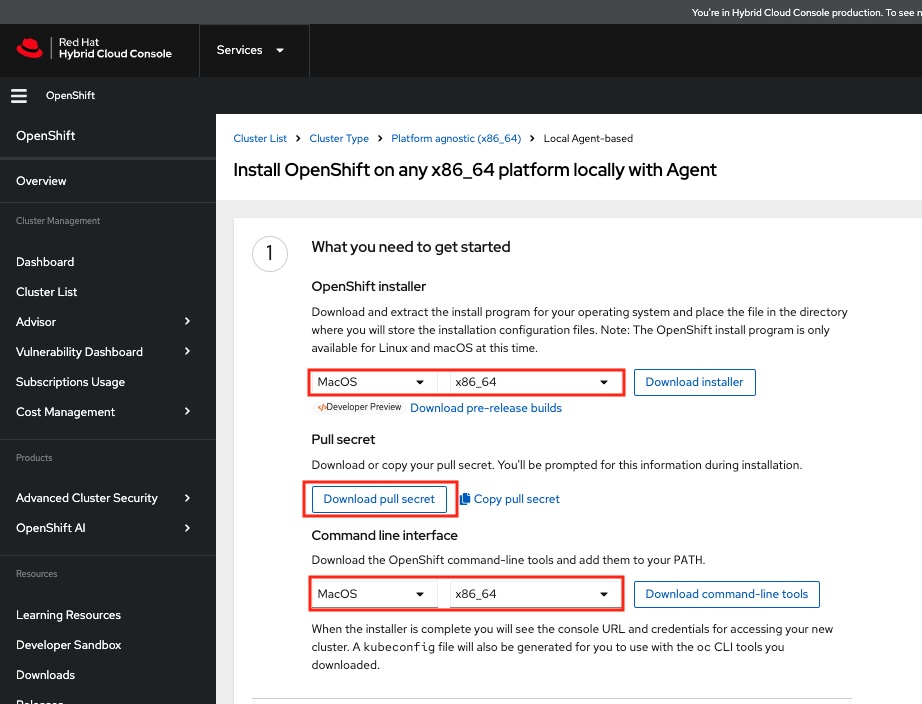 You're in Hybrid Cloud Console production. To see
Red Hat
Hybrid Cloud Console
Services
OpenShift
OpenShift
Overview
Cluster Management
Dashboard
Cluster List
Advisor
Vulnerability Dashboard
Subscriptions Usage
Cost Management
Products
Advanced Cluster Security
OpenShift AI
Resources
Learning Resources
Developer Sandbox
Downloads
Cluster List > Cluster Type > Platform agnostic (x86_64) > Local Agent-based
Install OpenShift on any x86_64 platform locally with Agent
1
What you need to get started
OpenShift installer
Download and extract the install program for your operating system and place the file in the directory
where you will store the installation configuration files. Note: The OpenShift install program is only
available for Linux and macOS at this time.
MacOS x86_64 Download installer
</>Developer Preview Download pre-release builds
Pull secret
Download or copy your pull secret. You'll be prompted for this information during installation.
Download pull secret Copy pull secret
Command line interface
Download the OpenShift command-line tools and add them to your PATH.
MacOS x86_64 Download command-line tools
When the installer is complete you will see the console URL and credentials for accessing your new
cluster. A kubeconfig file will also be generated for you to use with the oc CLI tools you
downloaded.